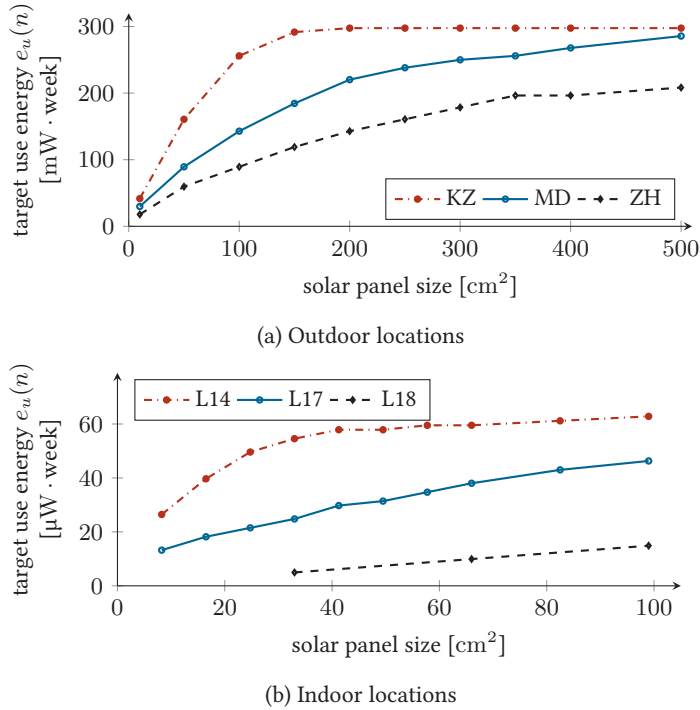 target use energy e_u(n)
[mW · week]
300
200
100
0
KZ MD ZH
0 100 200 300 400 500
solar panel size [cm²]
(a) Outdoor locations
target use energy e_u(n)
[μW · week]
L14 L17 L18
60
40
20
0
0 20 40 60 80 100
solar panel size [cm²]
(b) Indoor locations